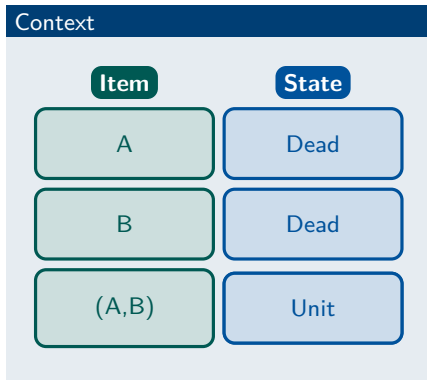 Context
Item State
A Dead
B Dead
(A,B) Unit